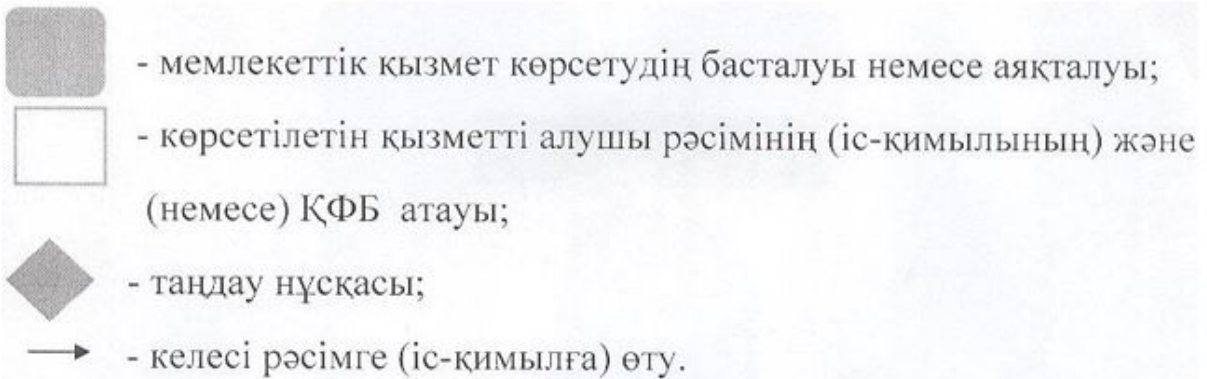 - мемлекеттік қызмет көрсетудің басталуы немесе аяқталуы;
- көрсетілетін қызметті алушы рәсімінің (іс-қимылының) және
(немесе) ҚФБ атауы;
- таңдау нұсқасы;
- келесі рәсімге (іс-қимылға) өту.